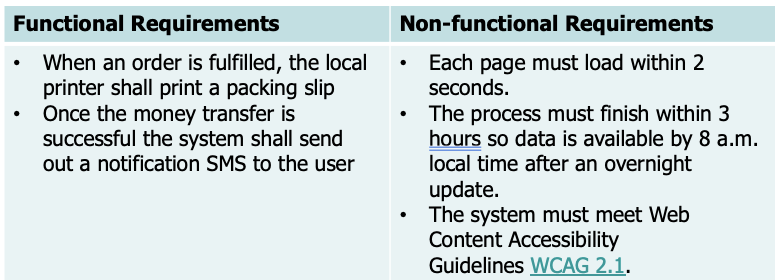 Functional Requirements
• When an order is fulfilled, the local
printer shall print a packing slip
• Once the money transfer is
successful the system shall send
out a notification SMS to the user
Non-functional Requirements
• Each page must load within 2
seconds.
• The process must finish within 3
hours so data is available by 8 a.m.
local time after an overnight
update.
• The system must meet Web
Content Accessibility
Guidelines WCAG 2.1.